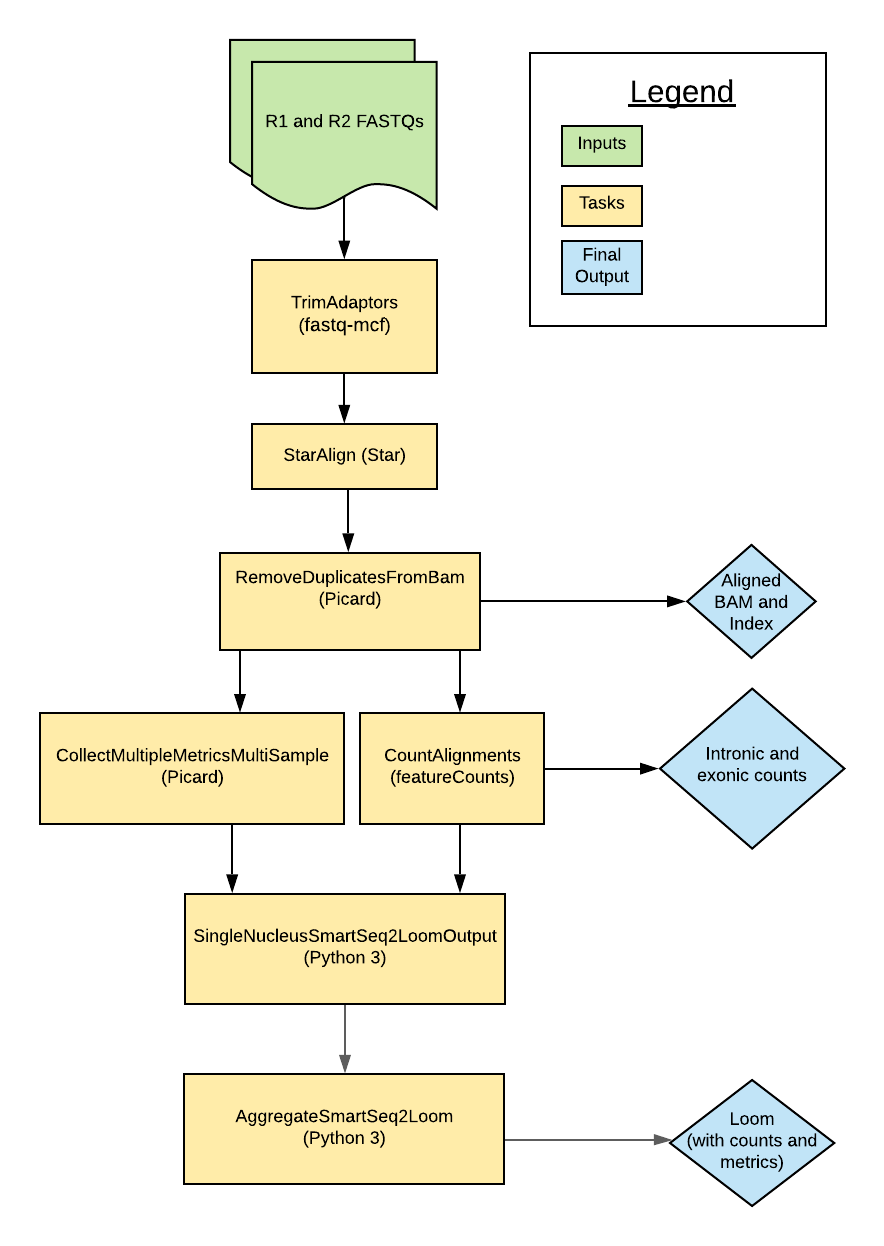 R1 and R2 FASTQs
Legend
Inputs
Tasks
Final
Output
TrimAdaptors
(fastq-mcf)
StarAlign (Star)
RemoveDuplicatesFromBam
(Picard)
Aligned
BAM and
Index
CollectMultipleMetricsMultiSample
(Picard)
CountAlignments
(featureCounts)
Intronic and
exonic counts
SingleNucleusSmartSeq2LoomOutput
(Python 3)
AggregateSmartSeq2Loom
(Python 3)
Loom
(with counts and
metrics)